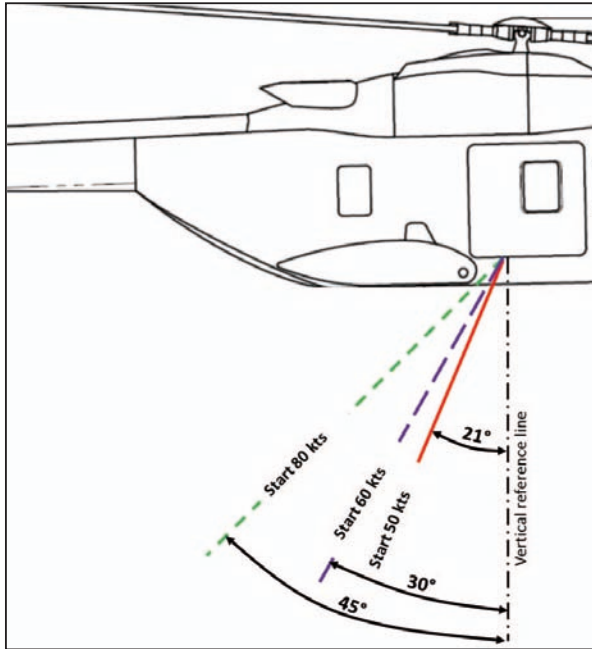 21°
Vertical reference line
Start 80 kts
Start 60 kts
Start 50 kts
30°
45°